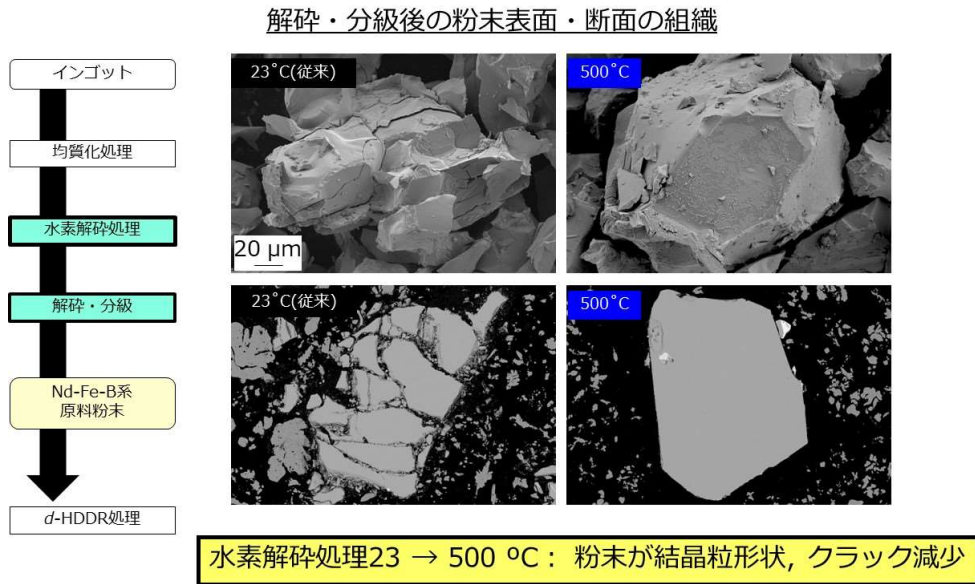 解砕・分級後の粉末表面・断面の組織
インゴット
均質化処理
水素解砕処理
解砕・分級
Nd-Fe-B系
原料粉末
d-HDDR処理
23˚C(従来)
500˚C
20 μm
23˚C(従来)
500˚C
水素解砕処理23 → 500 ºC： 粉末が結晶粒形状, クラック減少